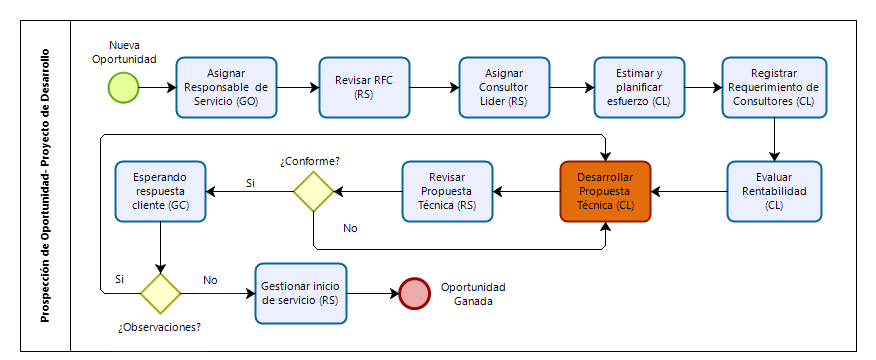 Prospección de Oportunidad- Proyecto de Desarrollo
Nueva
Oportunidad
Asignar
Responsable de
Servicio (GO)
Revisar RFC
(RS)
Asignar
Consultor
Lider (RS)
Estimar y
planificar
esfuerzo (CL)
Registrar
Requerimiento de
Consultores (CL)
Esperando
respuesta
cliente (GC)
Si
¿Conforme?
No
Revisar
Propuesta
Técnica (RS)
Desarrollar
Propuesta
Técnica (CL)
Evaluar
Rentabilidad
(CL)
Si
¿Observaciones?
No
Gestionar inicio
de servicio (RS)
Oportunidad
Ganada